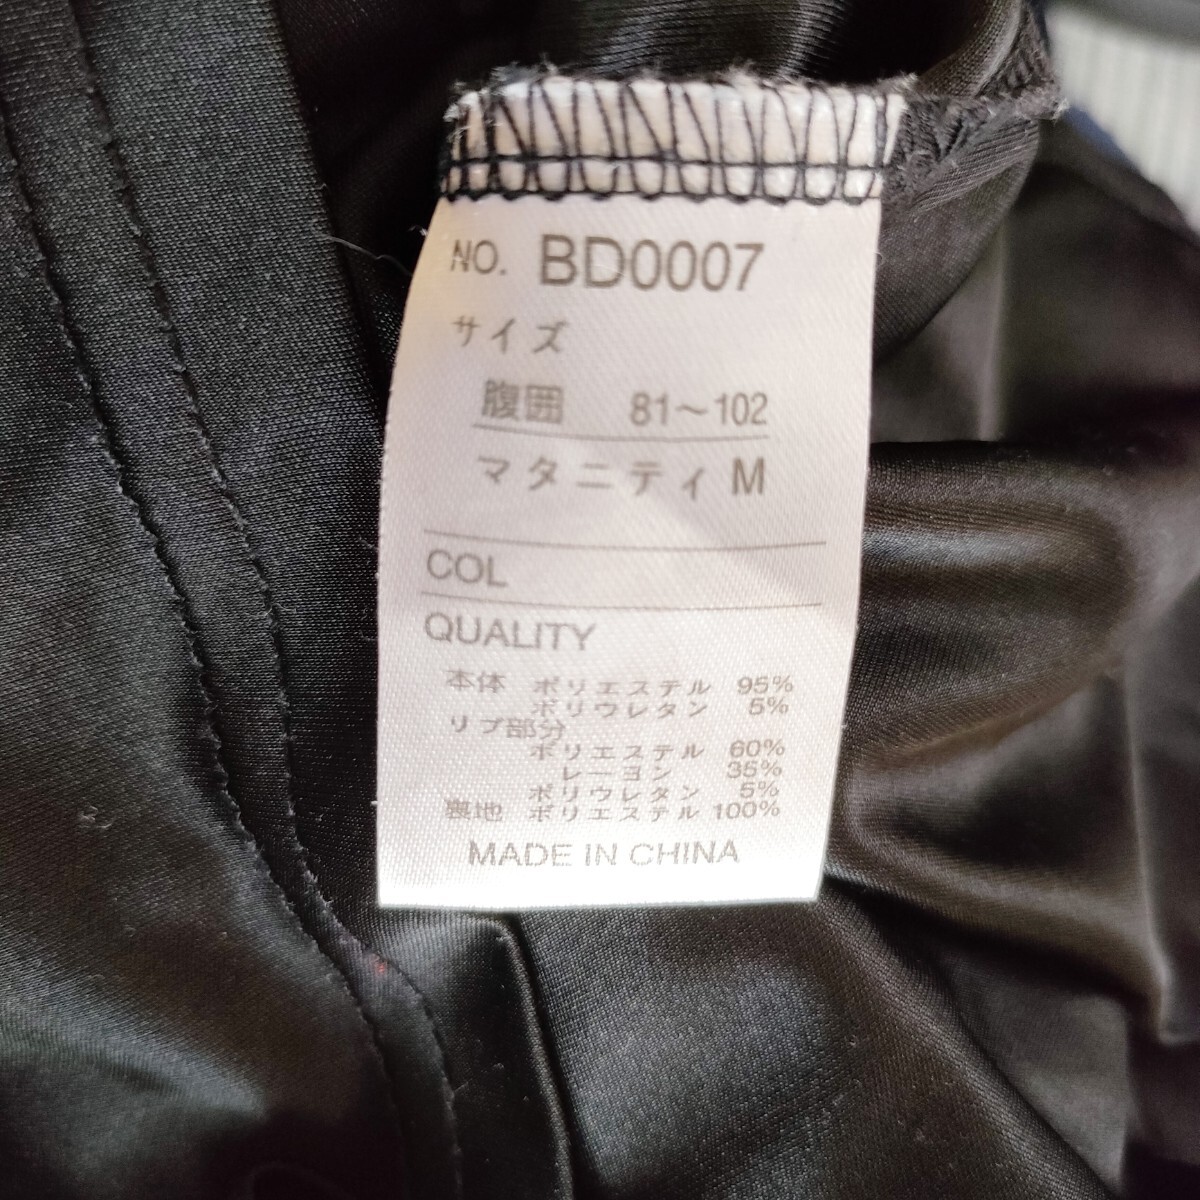 NO. BD0007
サイズ
腹囲 81～102
マタニティ M
COL
QUALITY
本体 ポリエステル 95%
ポリウレタン 5%
リブ部分
ポリエステル 60%
レーヨン 35%
ポリウレタン 5%
裏地 ポリエステル 100%
MADE IN CHINA